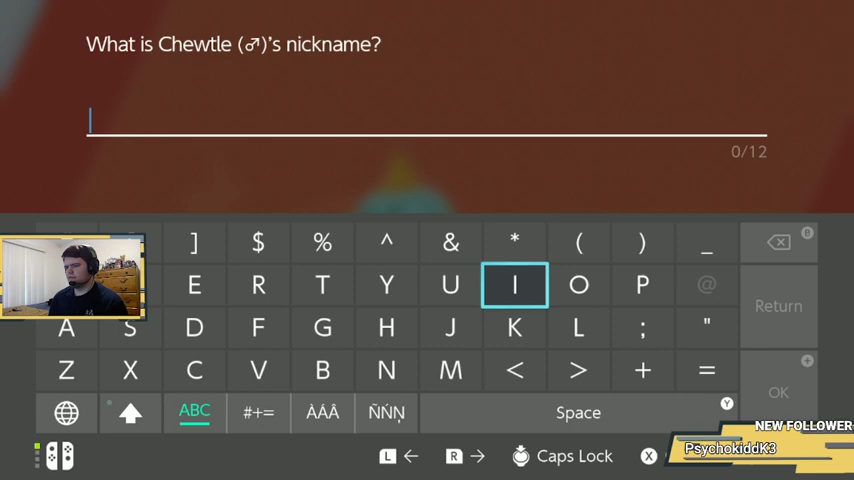 What is Chewtle (♂)'s nickname?
0/12
] $ % ^ & * ( ) _
E R T Y U I O P @ Return
A S D F G H J K L ; "
Z X C V B N M < > + = OK
ABC #+= ÀÁÂ ÑŃŅ Space
L ← R → Caps Lock X
B
+
Y
NEW FOLLOWER
PsychokiddK3